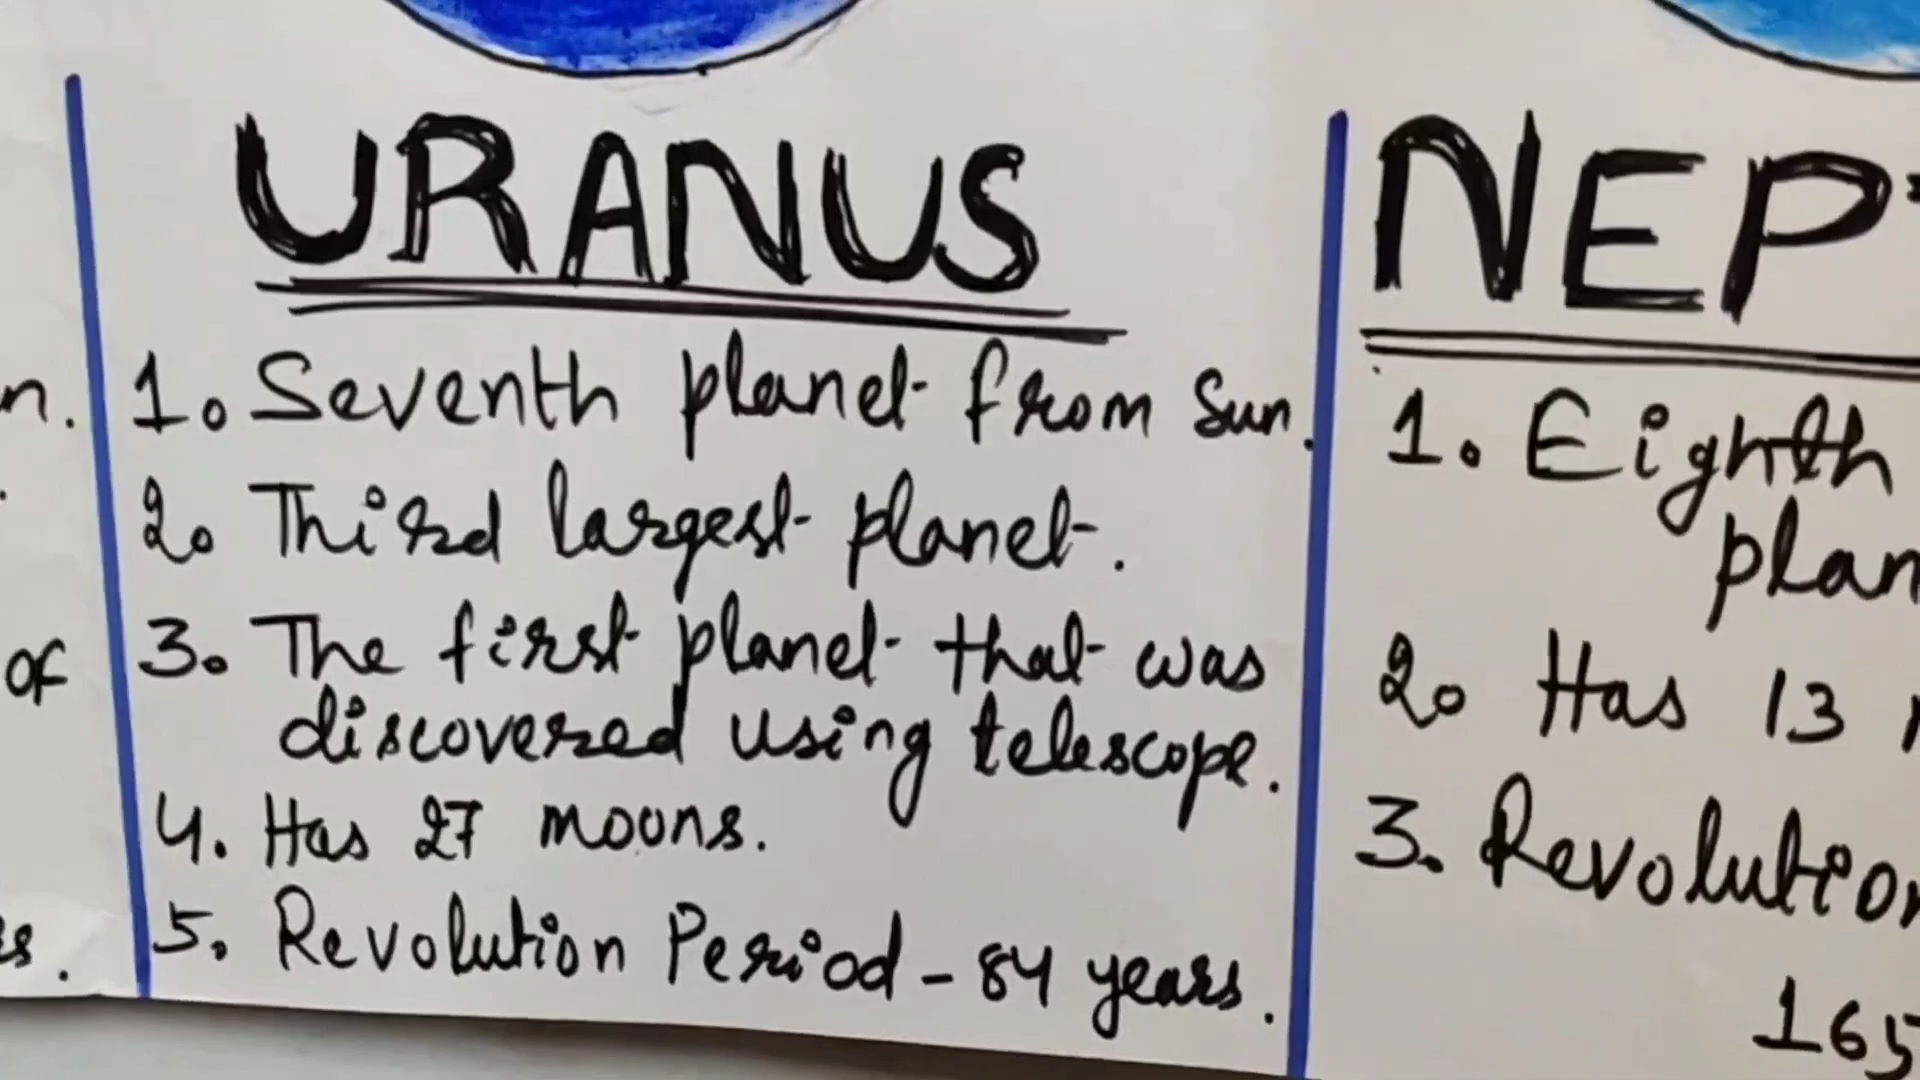 URANUS
1. Seventh planet from Sun.
2. Third largest planet.
3. The first planet that was
discovered using telescope.
4. Has 27 moons.
5. Revolution Period - 84 years.
NEP
1. Eighth
plan
2. Has 13
3. Revolution
165
n.
of
s.